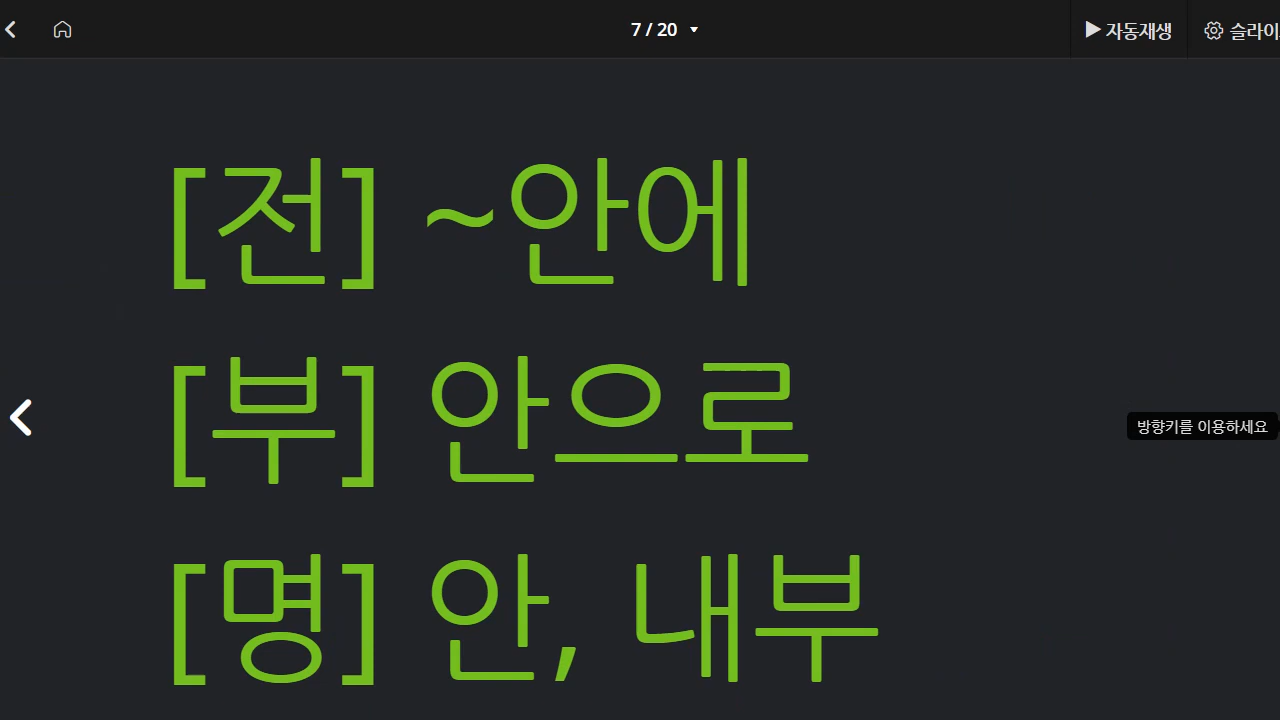 7 / 20
자동재생
슬라이
[전] ~안에
[부] 안으로
방향키를 이용하세요
[명] 안, 내부